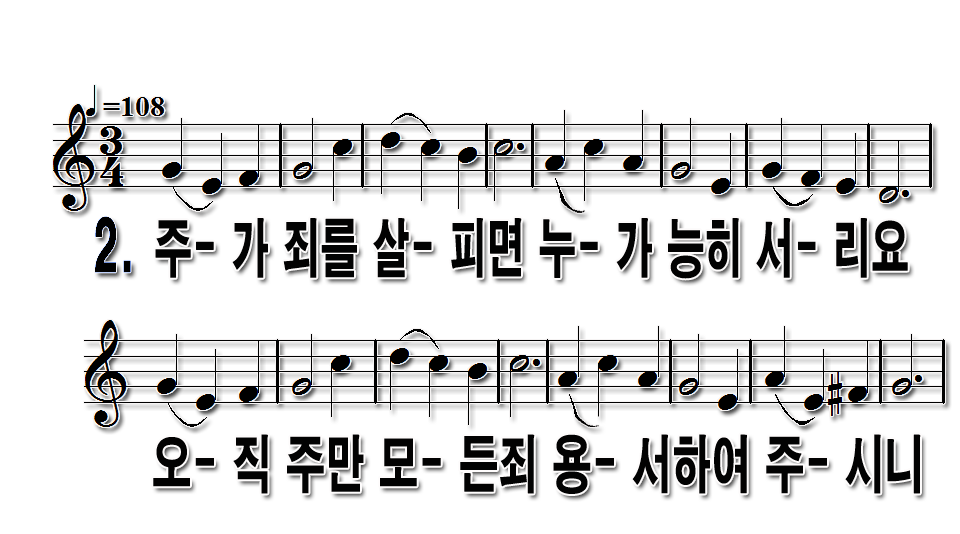 =108
3
4
2. 주- 가 죄를 살- 피면 누- 가 능히 서- 리요
오- 직 주만 모- 든죄 용- 서하여 주- 시니